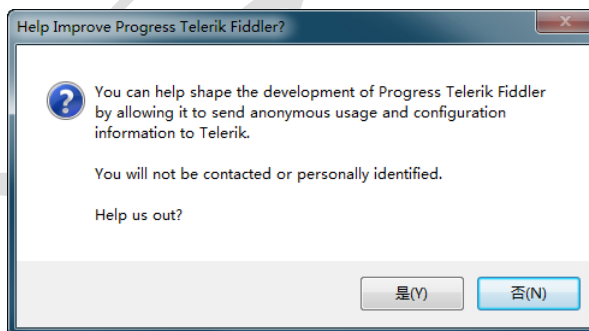 Help Improve Progress Telerik Fiddler?
You can help shape the development of Progress Telerik Fiddler
by allowing it to send anonymous usage and configuration
information to Telerik.
You will not be contacted or personally identified.
Help us out?
是(Y)
否(N)